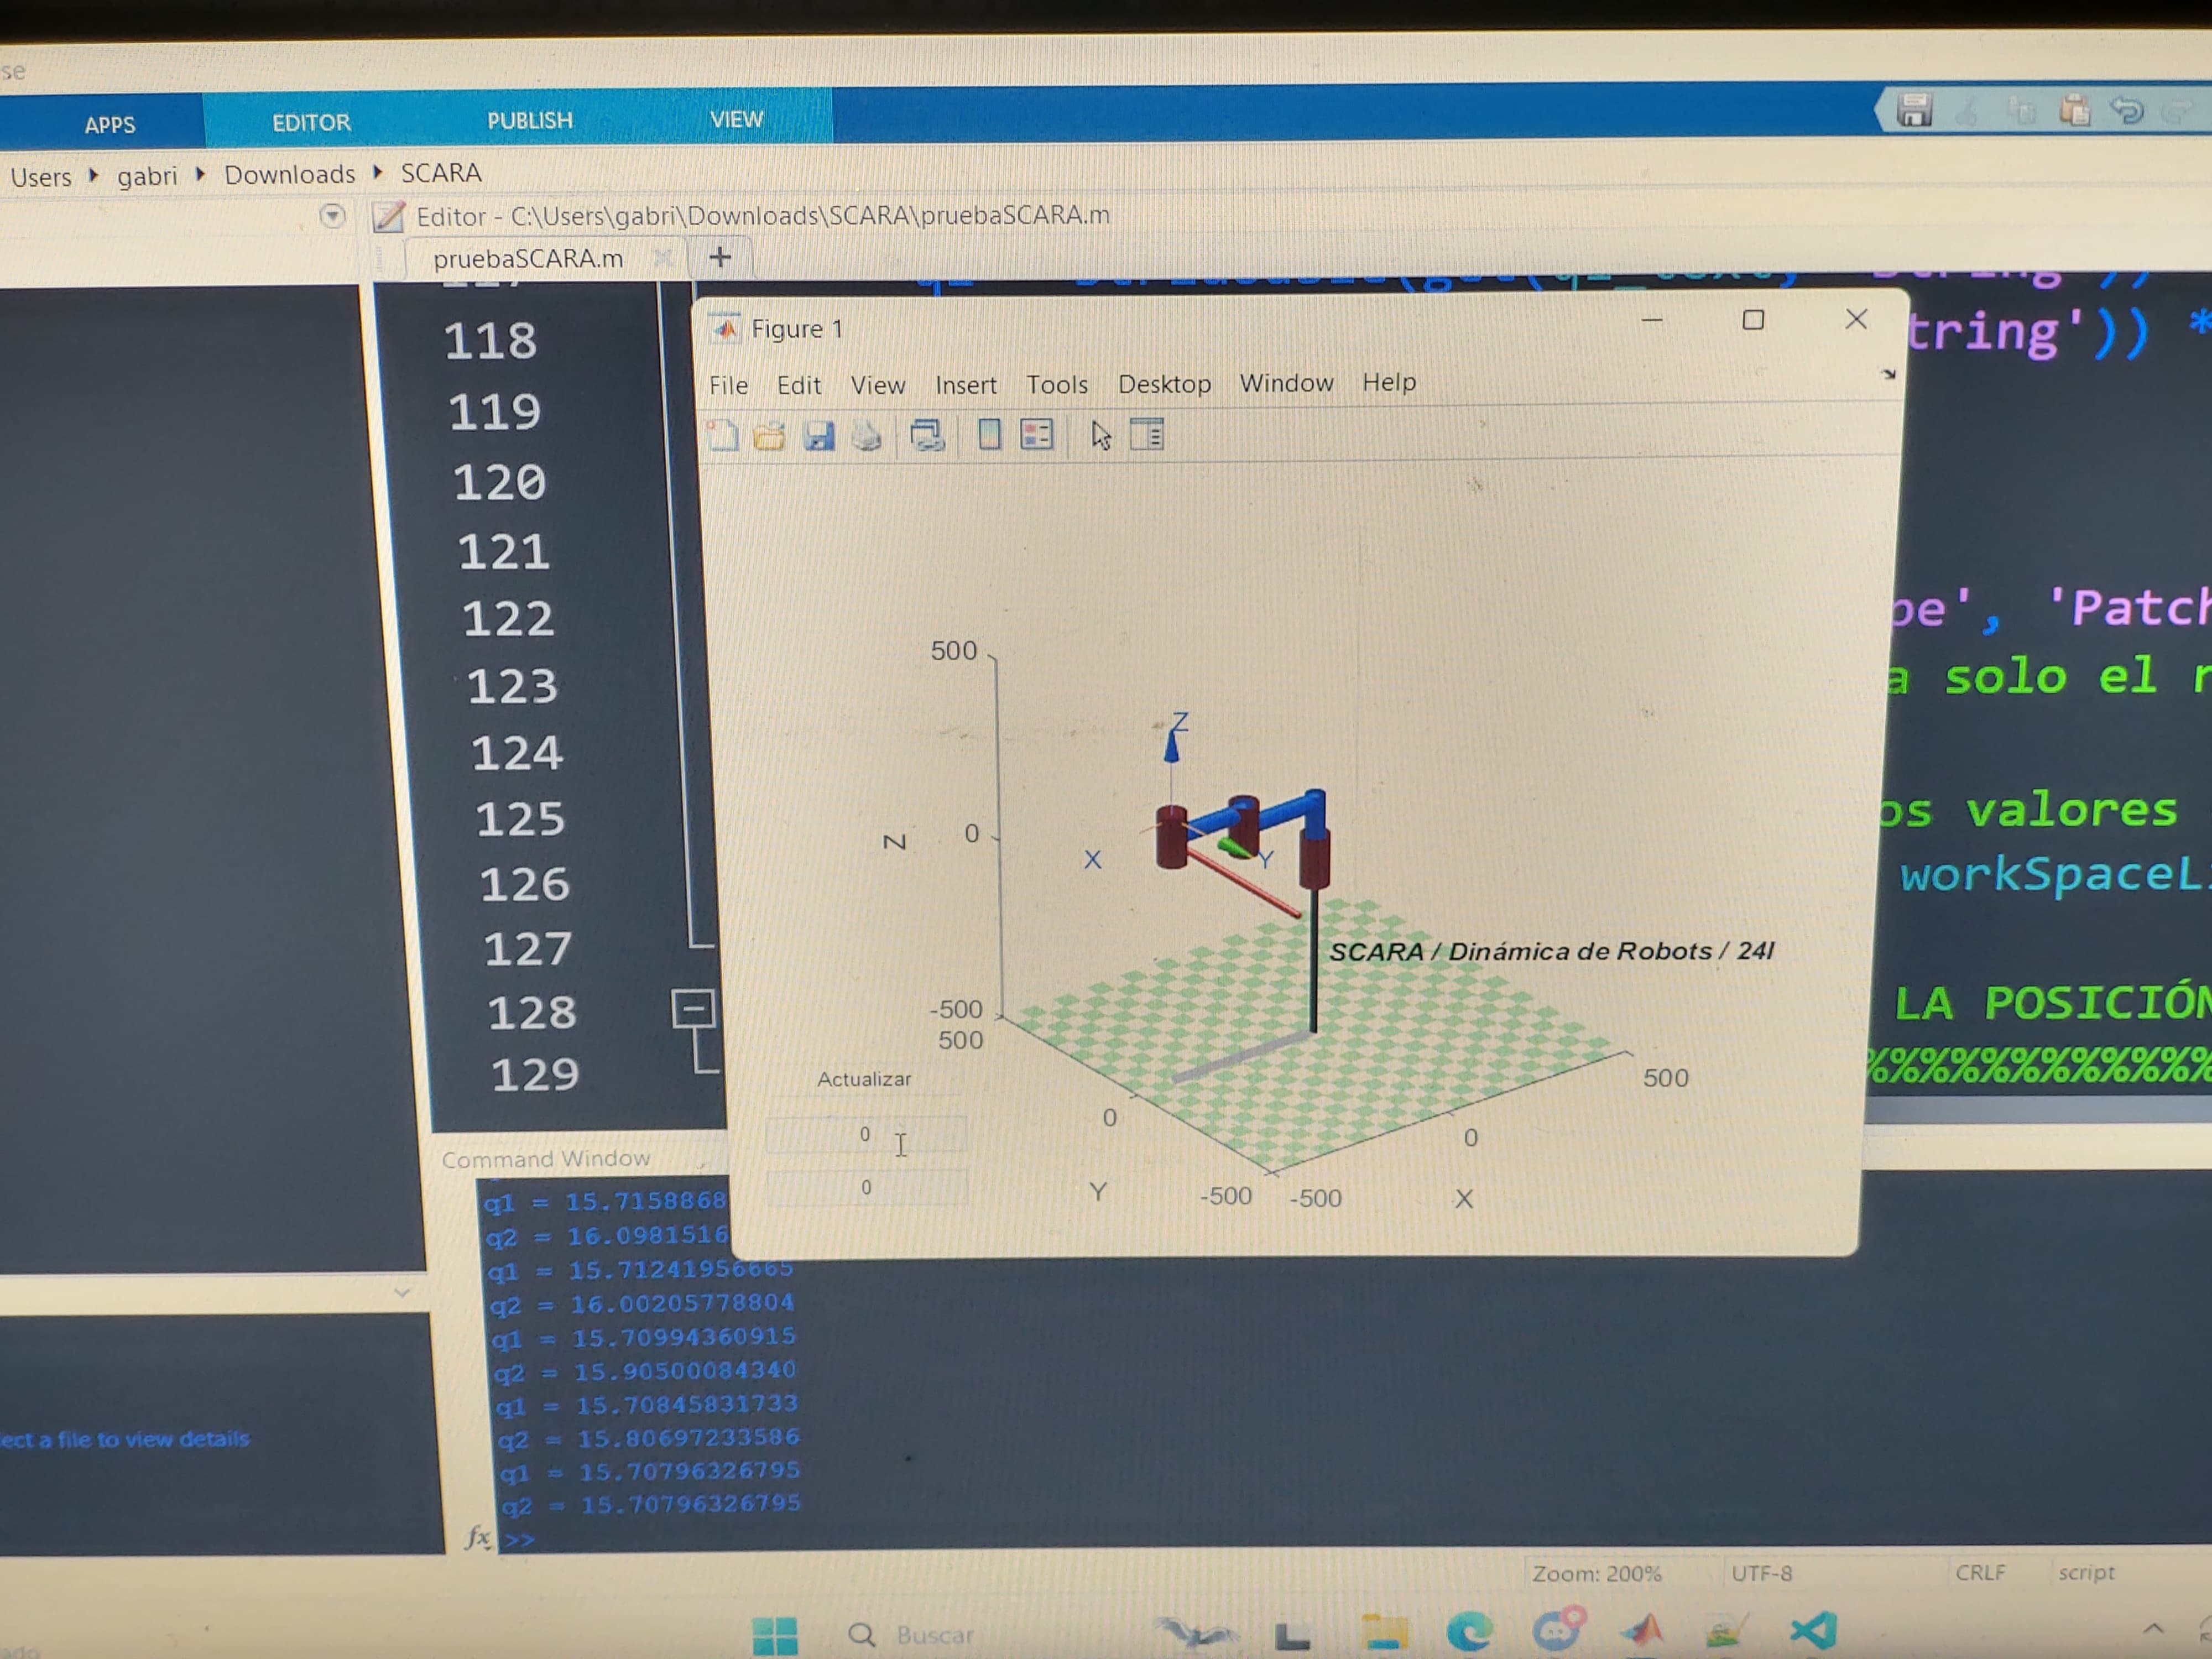 se
APPS EDITOR PUBLISH VIEW
Users gabri Downloads SCARA
Editor - C:\Users\gabri\Downloads\SCARA\pruebaSCARA.m
pruebaSCARA.m +
118
119
120
121
122
123
124
125
126
127
128
129
tring')) *
pe', 'Patch
a solo el r
os valores
workSpaceLi
LA POSICIÓN
%%%%%%%%%%%%%
Figure 1
File Edit View Insert Tools Desktop Window Help
500
Z
Z 0
X Y
SCARA / Dinámica de Robots / 24I
-500
500
Actualizar
500
0
0
0
0
Y -500 -500 X
Command Window
q1 = 15.7158868
q2 = 16.0981516
q1 = 15.71241956665
q2 = 16.00205778804
q1 = 15.70994360915
q2 = 15.90500084340
q1 = 15.70845831733
q2 = 15.80697233586
q1 = 15.70796326795
q2 = 15.70796326795
fx >>
ect a file to view details
Zoom: 200% UTF-8 CRLF script
Buscar